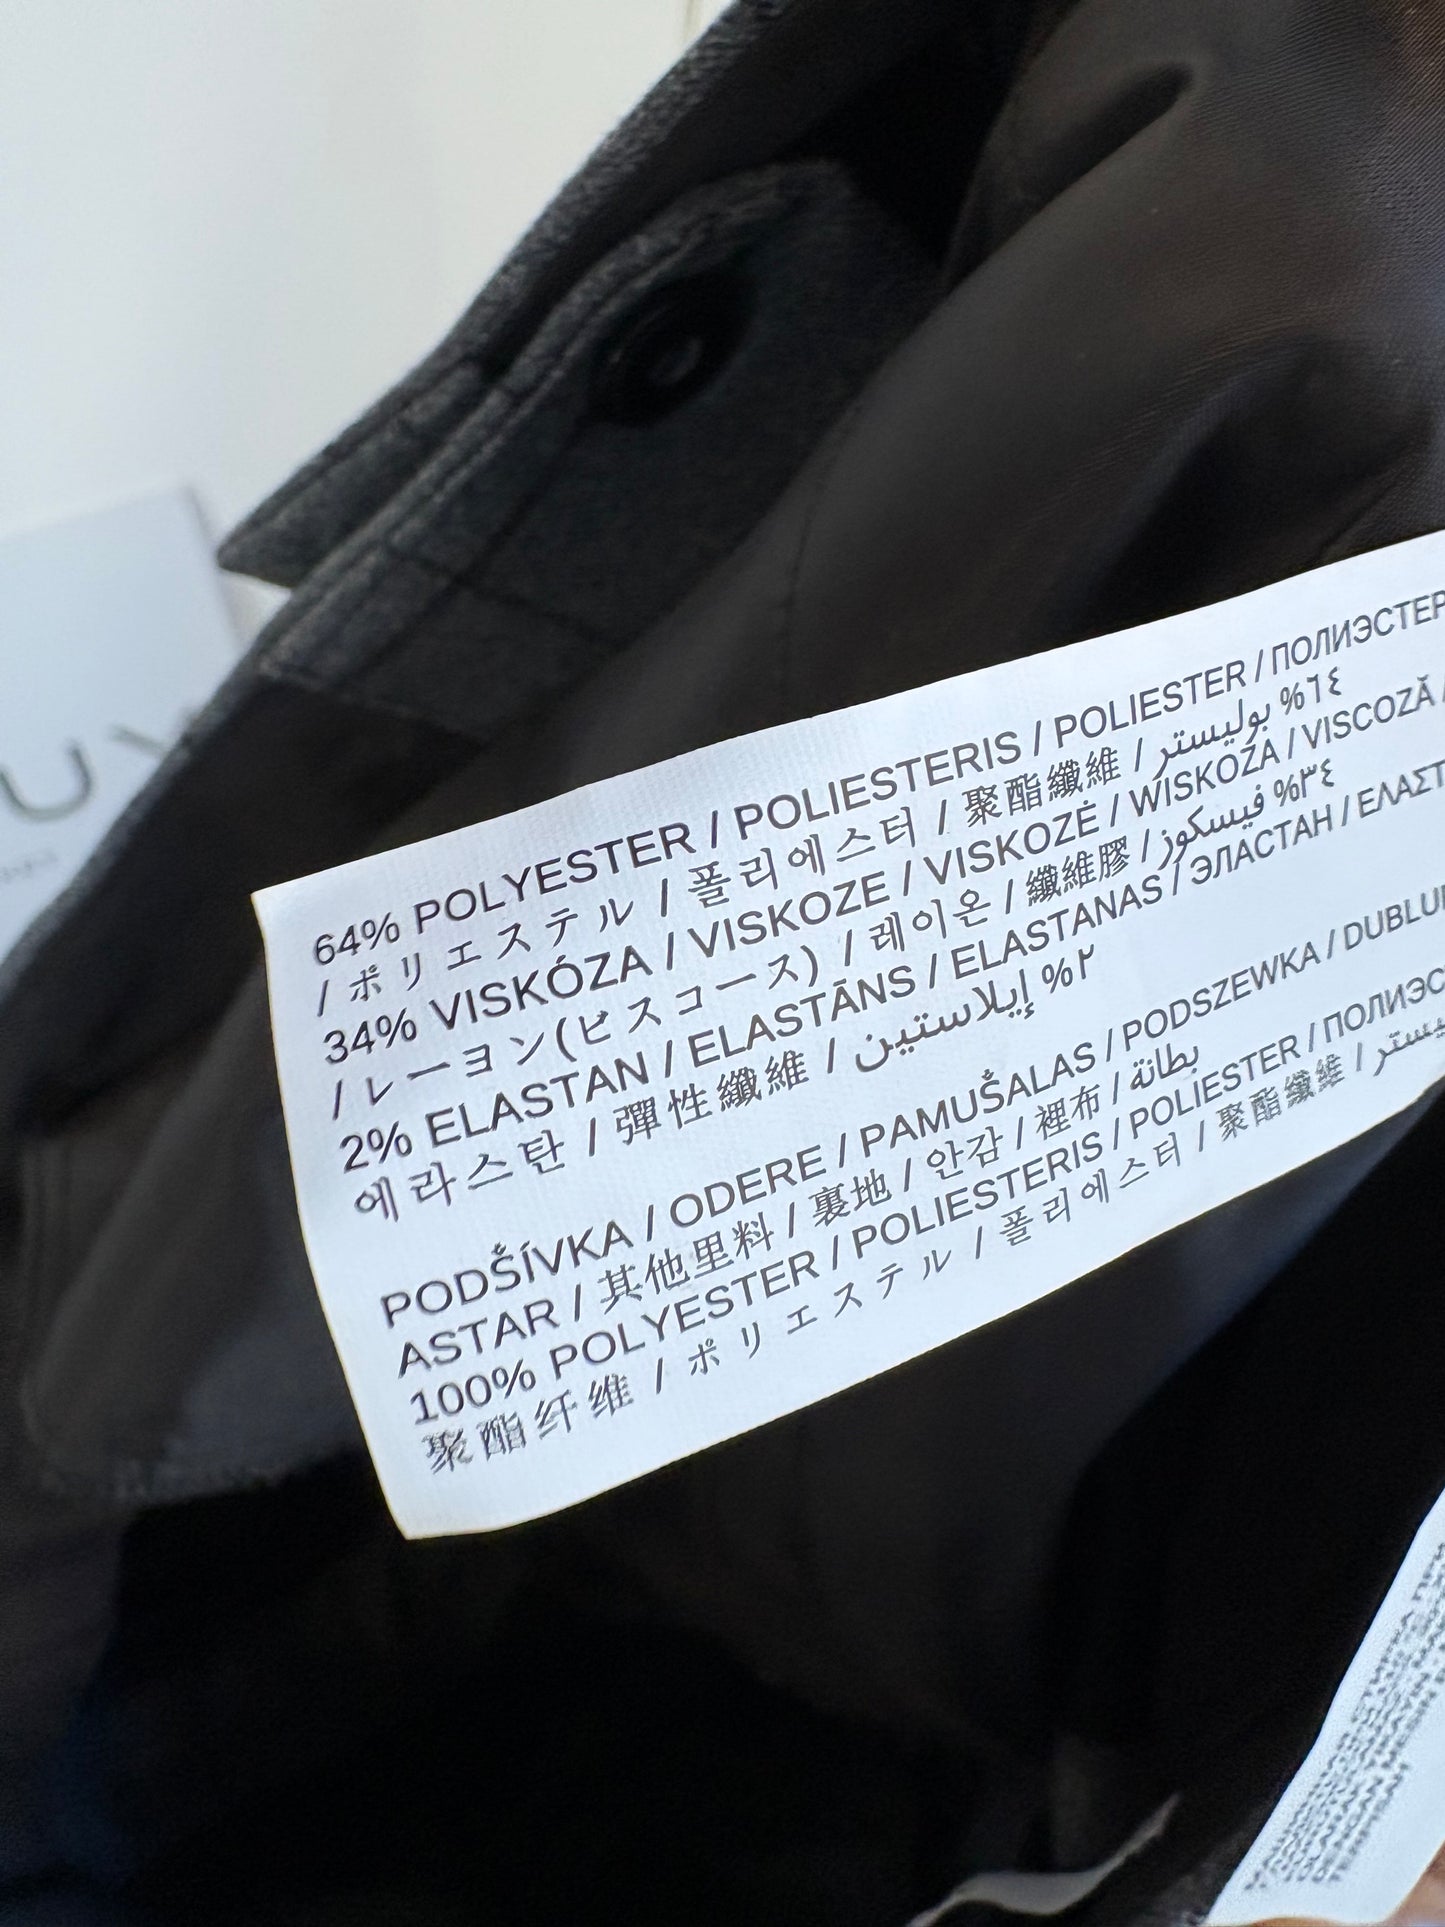 64% POLYESTER / POLIESTERIS / POLIESTER / ПОЛИЭСТЕР
/ ポリエステル / 폴리에스터 / 聚酯纖維 / بوليستر %٦٤
34% VISKÓZA / VISKOZE / VISKOZĖ / WISKOZA / VISCOZĂ /
/ レーヨン(ビスコース) / 레이온 / 纖維膠 / فيسكوز %٣٤
2% ELASTAN / ELASTĀNS / ELASTANAS / ЭЛАСТАН / ΕΛΑΣΤ
에라스탄 / 彈性纖維 / إيلاستين %٢
PODŠÍVKA / ODERE / PAMUŠALAS / PODSZEWKA / DUBLUR
ASTAR / 其他里料 / 裏地 / 안감 / 裡布 / بطانة
100% POLYESTER / POLIESTERIS / POLIESTER / ПОЛИЭС
聚酯纤维 / ポリエステル / 폴리에스터 / 聚酯纖維 /
UY